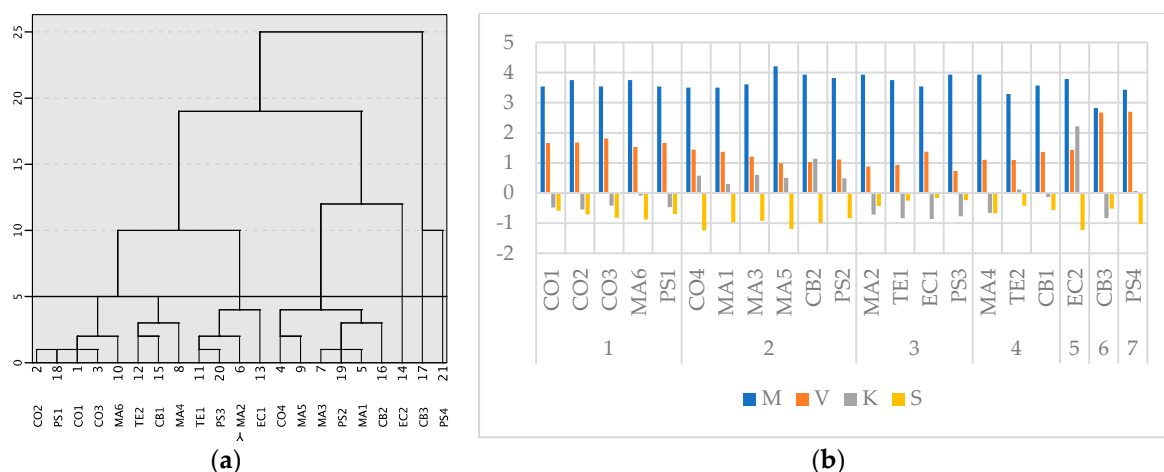 25
20
15
10
5
0
2 18 1 3 10 12 15 8 11 20 6 13 4 9 7 19 5 16 14 17 21
CO2 PS1 CO1 CO3 MA6 TE2 CB1 MA4 TE1 PS3 MA2 EC1 CO4 MA5 MA3 PS2 MA1 CB2 EC2 CB3 PS4
Y
(a)
5
4
3
2
1
0
-1
-2
CO1 CO2 CO3 MA6 PS1 CO4 MA1 MA3 MA5 CB2 PS2 MA2 TE1 EC1 PS3 MA4 TE2 CB1 EC2 CB3 PS4
1 2 3 4 5 6 7
M V K S
(b)